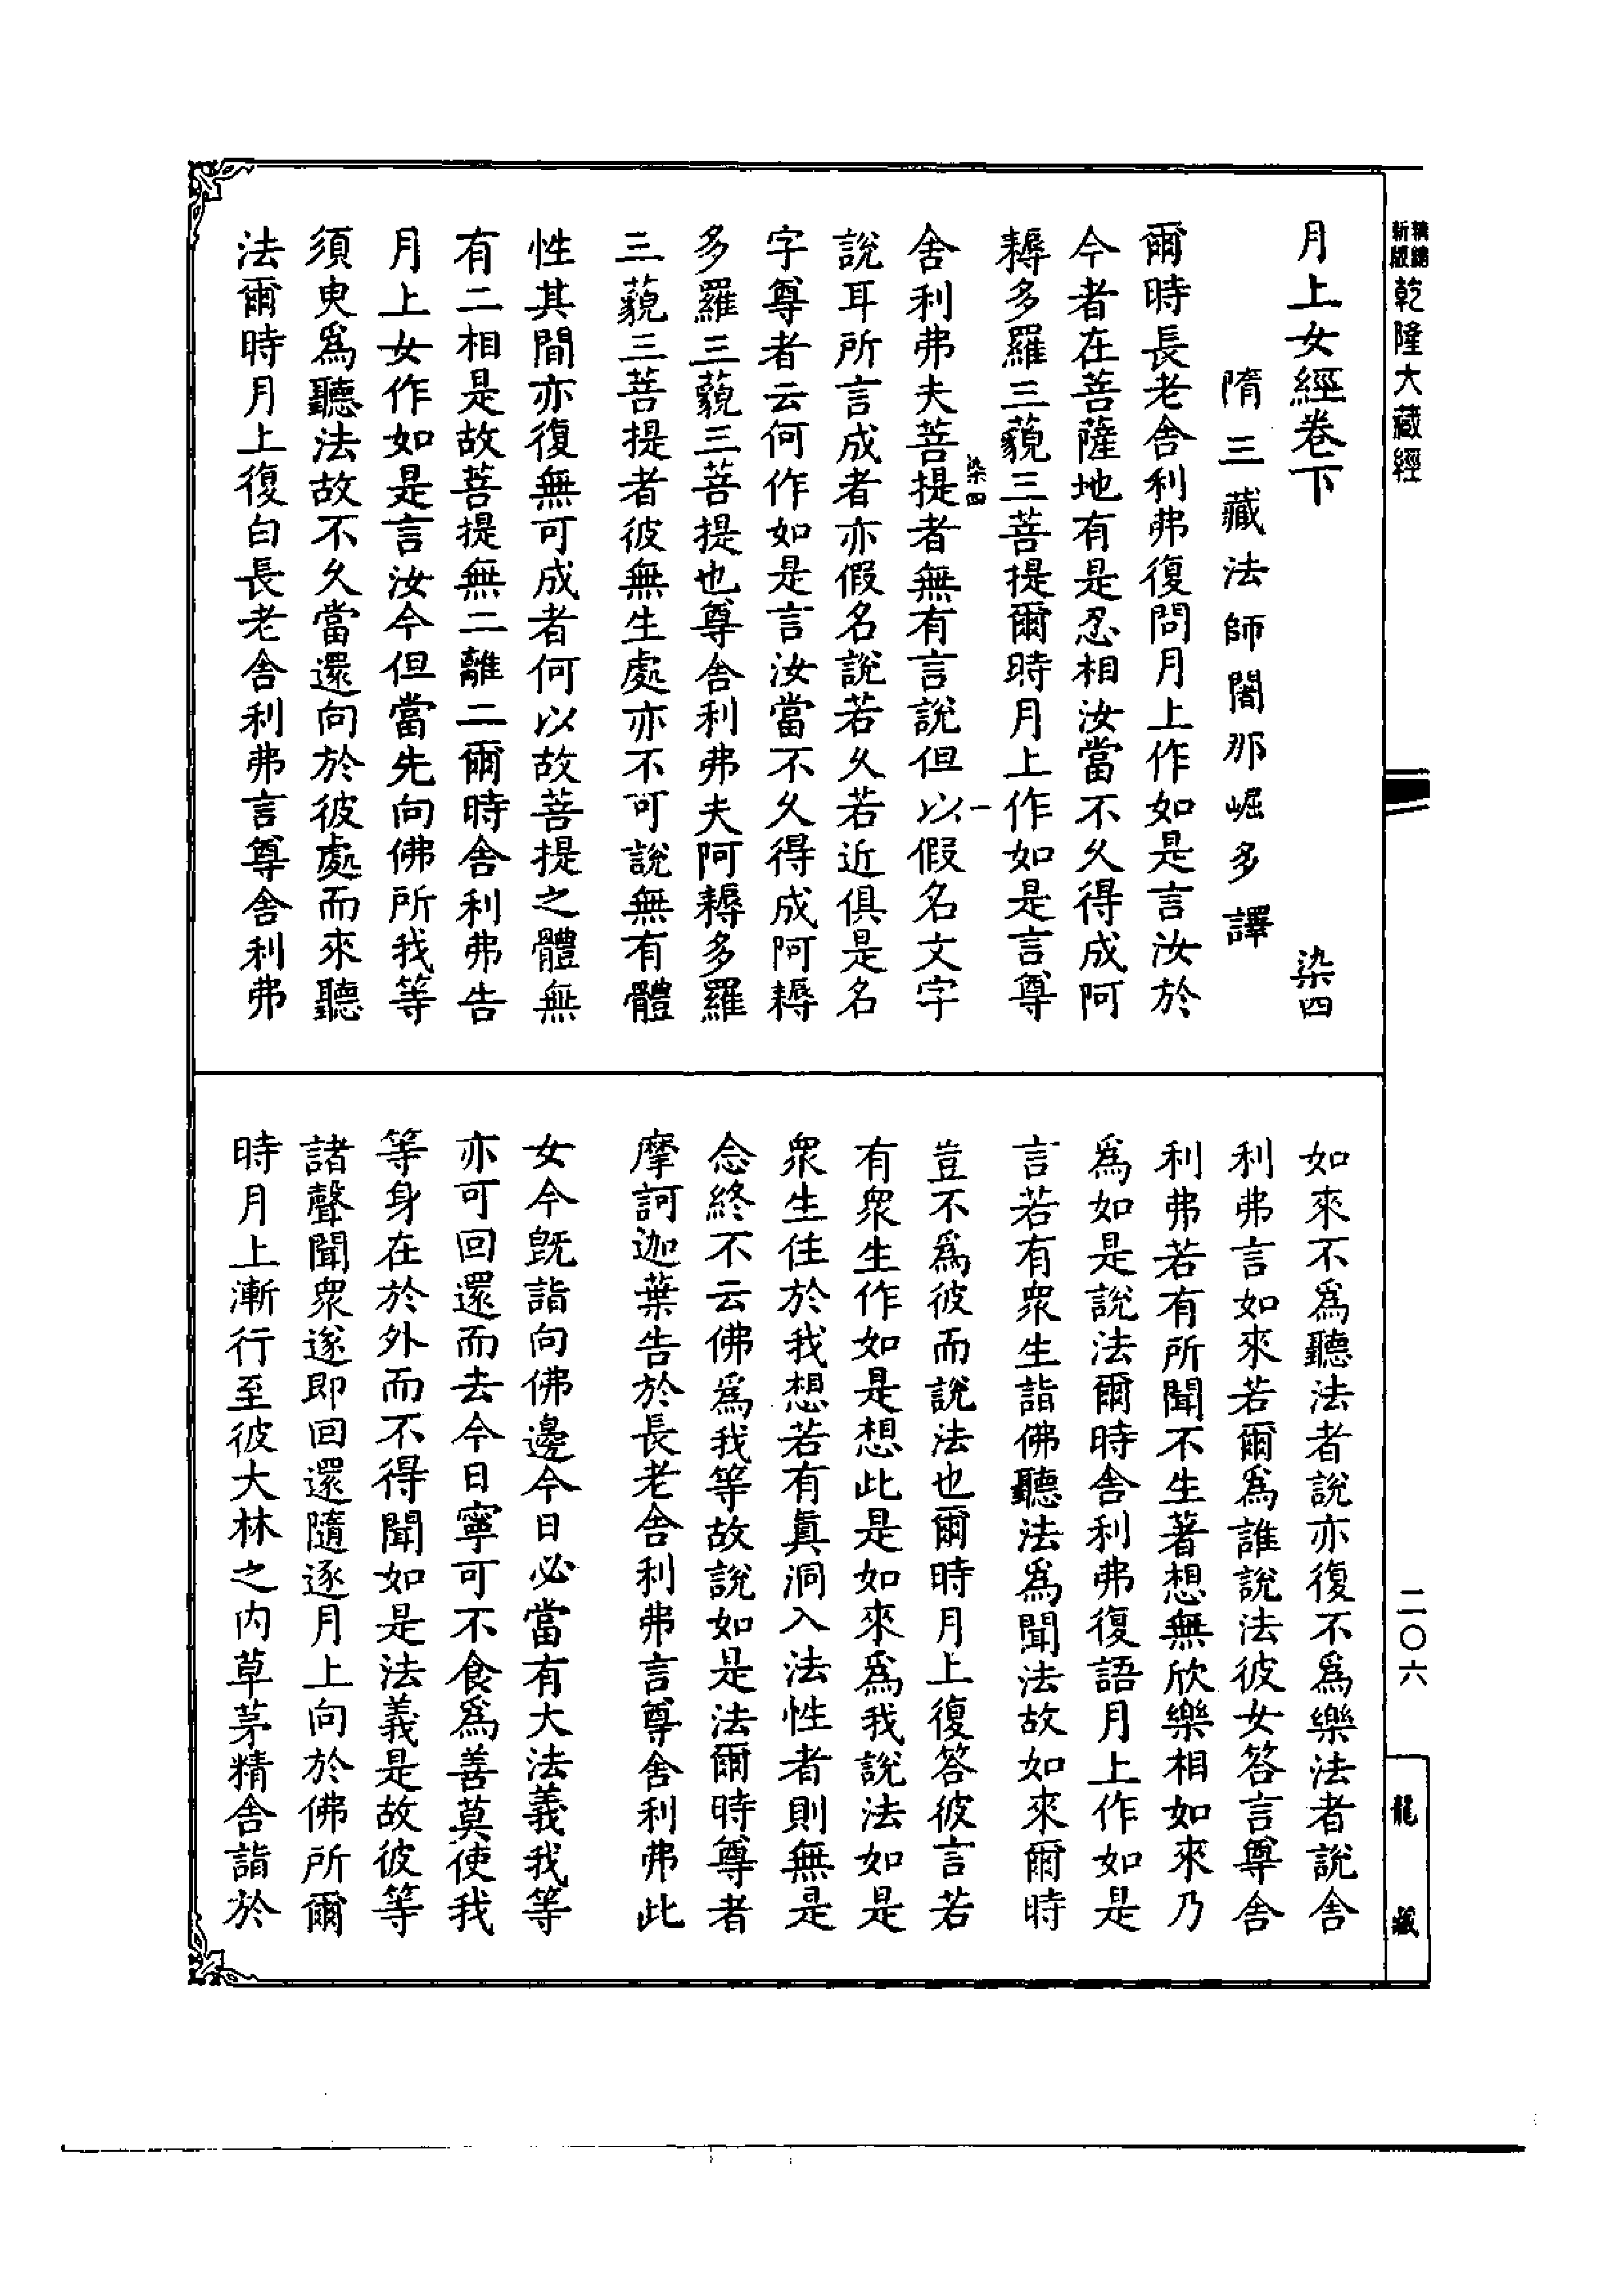 新版精縮乾隆大藏經
月上女經卷下　染四
隋三藏法師闍那崛多譯
爾時長老舍利弗復問月上作如是言汝於
今者在菩薩地有是忍相汝當不久得成阿
耨多羅三藐三菩提爾時月上作如是言尊
染四　一
舍利弗夫菩提者無有言說但以假名文字
說耳所言成者亦假名說若久若近俱是名
字尊者云何作如是言汝當不久得成阿耨
多羅三藐三菩提也尊舍利弗夫阿耨多羅
三藐三菩提者彼無生處亦不可說無有體
性其間亦復無可成者何以故菩提之體無
有二相是故菩提無二離二爾時舍利弗告
月上女作如是言汝今但當先向佛所我等
須臾爲聽法故不久當還向於彼處而來聽
法爾時月上復白長老舍利弗言尊舍利弗
如來不爲聽法者說亦復不爲樂法者說舍
利弗言如來若爾爲誰說法彼女答言尊舍
利弗若有所聞不生著想無欣樂相如來乃
爲如是說法爾時舍利弗復語月上作如是
言若有衆生詣佛聽法爲聞法故如來爾時
豈不爲彼而說法也爾時月上復答彼言若
有衆生作如是想此是如來爲我說法如是
衆生住於我想若有眞洞入法性者則無是
念終不云佛爲我等故說如是法爾時尊者
摩訶迦葉告於長老舍利弗言尊舍利弗此
女今旣詣向佛邊今日必當有大法義我等
亦可回還而去今日寧可不食爲善莫使我
等身在於外而不得聞如是法義是故彼等
諸聲聞衆遂即回還隨逐月上向於佛所爾
時月上漸行至彼大林之內草茅精舍詣於
二〇六
龍藏